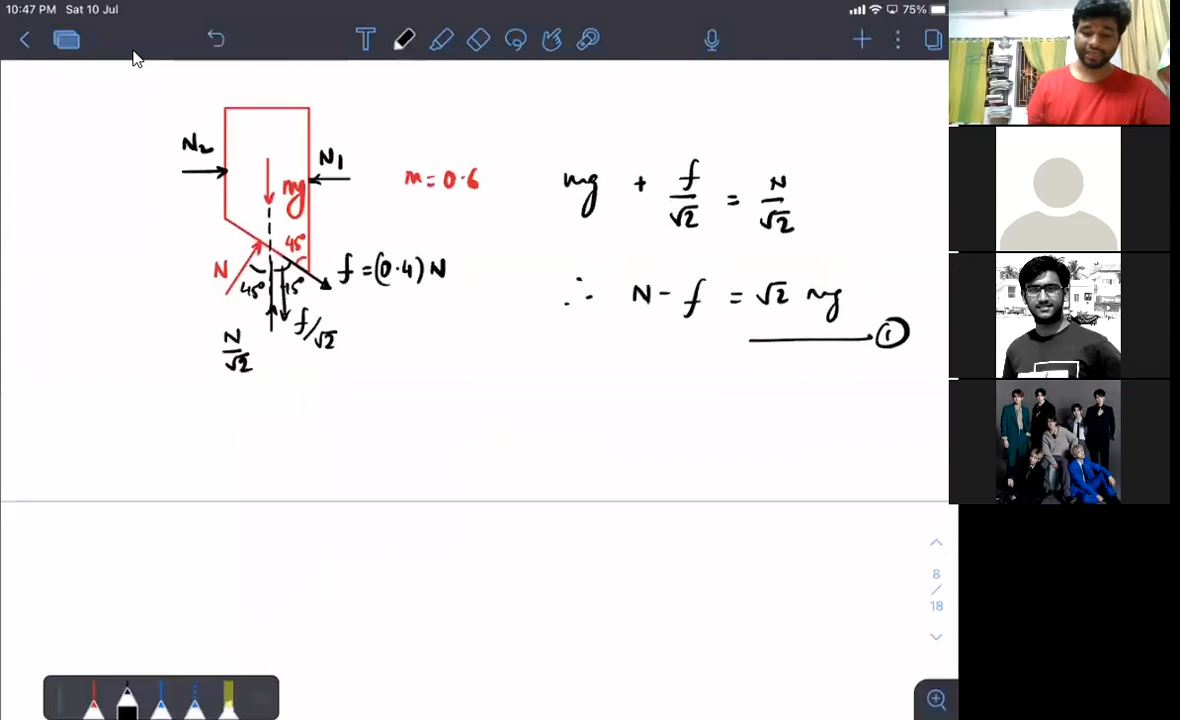 10:47 PM Sat 10 Jul
75%
N₂
N₁
mg
m = 0.6
mg + f/√2 = N/√2
45°
N
f = (0.4) N
45°
45°
f/√2
N/√2
∴ N - f = √2 mg
①
8
/
18